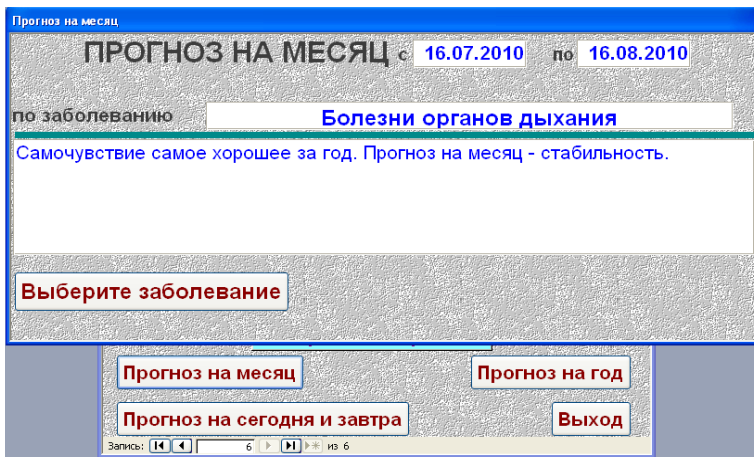 Прогноз на месяц
ПРОГНОЗ НА МЕСЯЦ с 16.07.2010 по 16.08.2010
по заболеванию Болезни органов дыхания
Самочувствие самое хорошее за год. Прогноз на месяц - стабильность.
Выберите заболевание
Прогноз на месяц Прогноз на год
Прогноз на сегодня и завтра Выход
Запись: 6 из 6